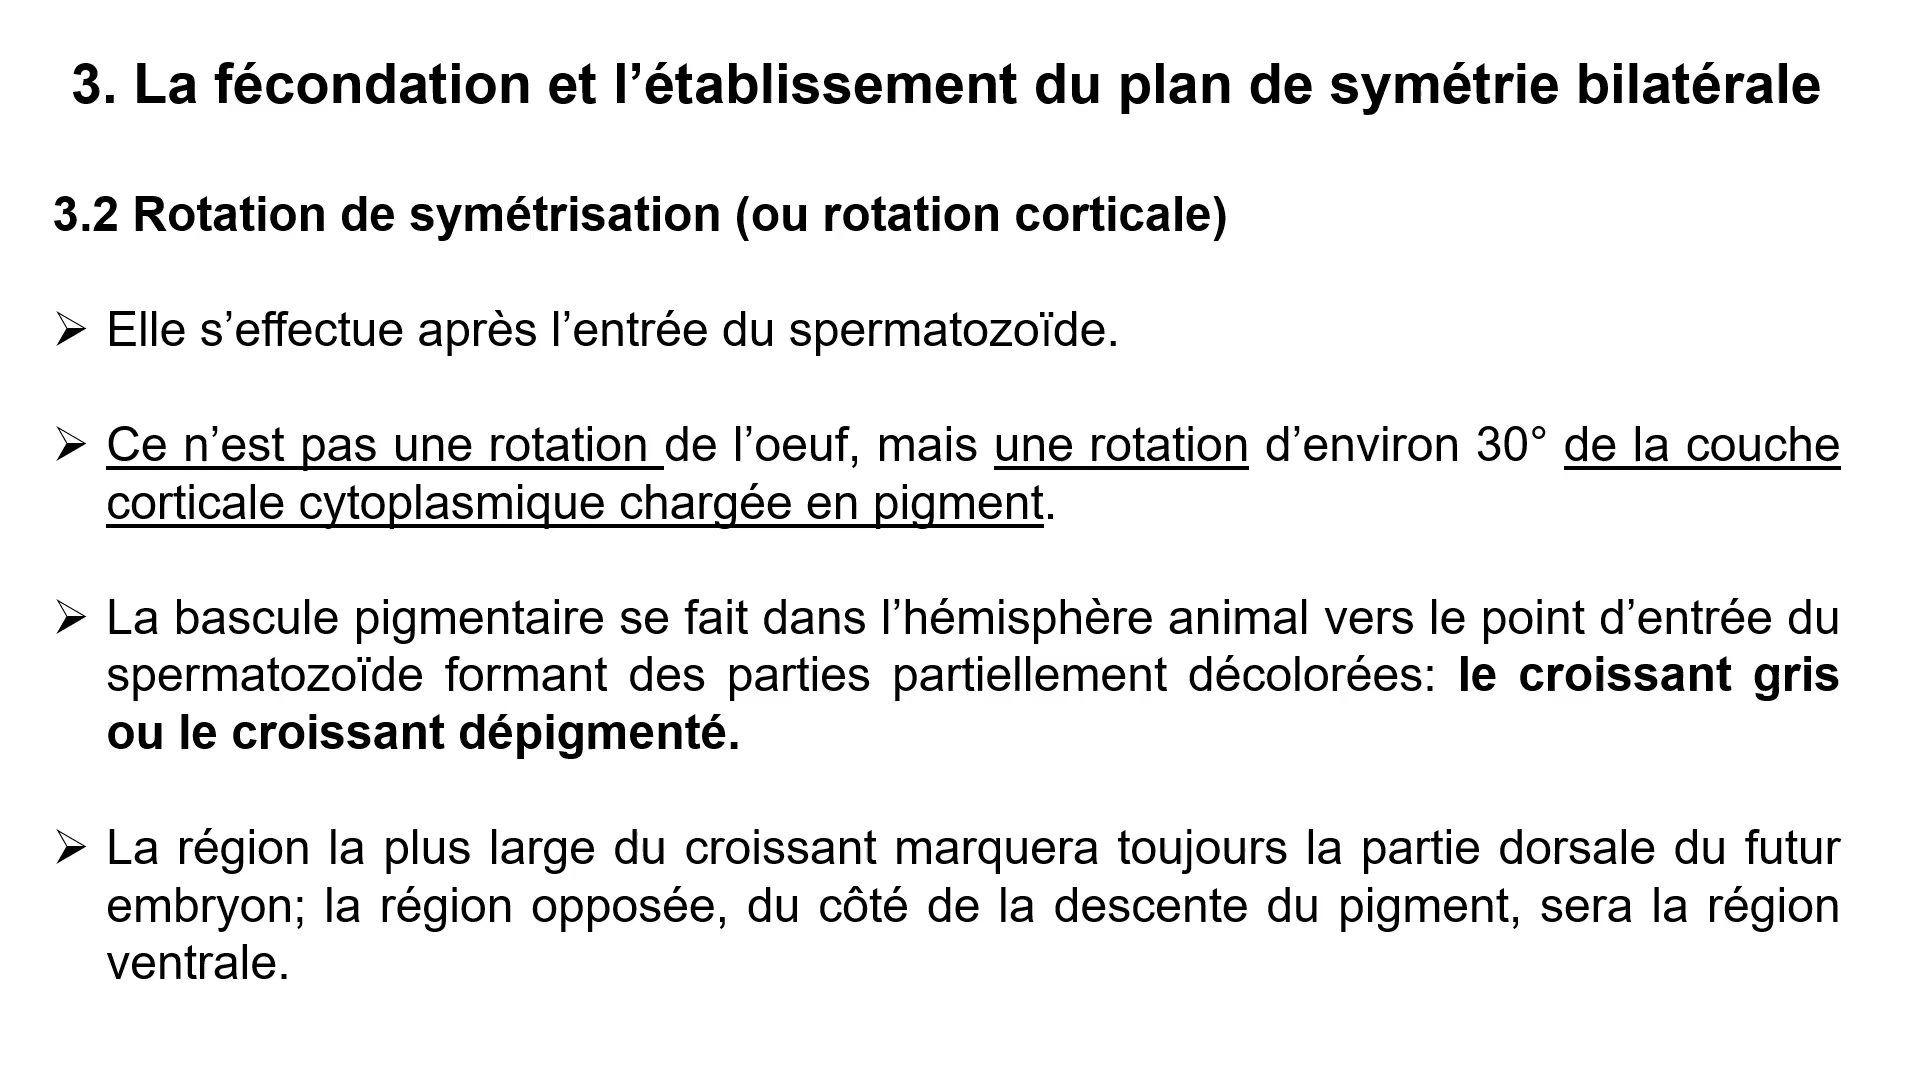 3. La fécondation et l’établissement du plan de symétrie bilatérale
3.2 Rotation de symétrisation (ou rotation corticale)
➢ Elle s’effectue après l’entrée du spermatozoïde.
➢ Ce n’est pas une rotation de l’oeuf, mais une rotation d’environ 30° de la couche
corticale cytoplasmique chargée en pigment.
➢ La bascule pigmentaire se fait dans l’hémisphère animal vers le point d’entrée du
spermatozoïde formant des parties partiellement décolorées: le croissant gris
ou le croissant dépigmenté.
➢ La région la plus large du croissant marquera toujours la partie dorsale du futur
embryon; la région opposée, du côté de la descente du pigment, sera la région
ventrale.